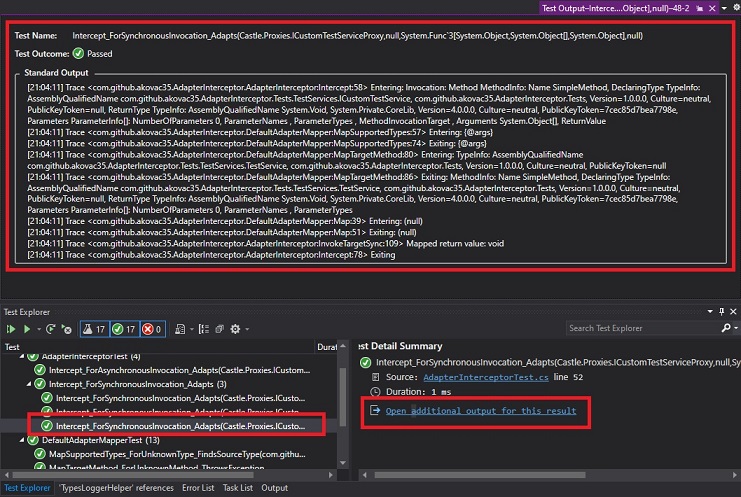 Test Output-Interce....Object],null)-48-2
Test Name: Intercept_ForSynchronousInvocation_Adapts(Castle.Proxies.ICustomTestServiceProxy,null,System.Func`3[System.Object,System.Object[],System.Object],null)
Test Outcome: Passed
Standard Output
[21:04:11] Trace <com.github.akovac35.AdapterInterceptor.AdapterInterceptor:Intercept:58> Entering: Invocation: Method MethodInfo: Name SimpleMethod, DeclaringType TypeInfo:
AssemblyQualifiedName com.github.akovac35.AdapterInterceptor.Tests.TestServices.ICustomTestService, com.github.akovac35.AdapterInterceptor.Tests, Version=1.0.0.0, Culture=neutral,
PublicKeyToken=null, ReturnType TypeInfo: AssemblyQualifiedName System.Void, System.Private.CoreLib, Version=4.0.0.0, Culture=neutral, PublicKeyToken=7cec85d7bea7798e,
Parameters ParameterInfo[]: NumberOfParameters 0, ParameterNames , ParameterTypes , MethodInvocationTarget , Arguments System.Object[], ReturnValue
[21:04:11] Trace <com.github.akovac35.AdapterInterceptor.DefaultAdapterMapper:MapSupportedTypes:57> Entering: {@args}
[21:04:11] Trace <com.github.akovac35.AdapterInterceptor.DefaultAdapterMapper:MapSupportedTypes:74> Exiting: {@args}
[21:04:11] Trace <com.github.akovac35.AdapterInterceptor.DefaultAdapterMapper:MapTargetMethod:80> Entering: TypeInfo: AssemblyQualifiedName
com.github.akovac35.AdapterInterceptor.Tests.TestServices.TestService, com.github.akovac35.AdapterInterceptor.Tests, Version=1.0.0.0, Culture=neutral, PublicKeyToken=null
[21:04:11] Trace <com.github.akovac35.AdapterInterceptor.DefaultAdapterMapper:MapTargetMethod:86> Exiting: MethodInfo: Name SimpleMethod, DeclaringType TypeInfo:
AssemblyQualifiedName com.github.akovac35.AdapterInterceptor.Tests.TestServices.TestService, com.github.akovac35.AdapterInterceptor.Tests, Version=1.0.0.0, Culture=neutral,
PublicKeyToken=null, ReturnType TypeInfo: AssemblyQualifiedName System.Void, System.Private.CoreLib, Version=4.0.0.0, Culture=neutral, PublicKeyToken=7cec85d7bea7798e,
Parameters ParameterInfo[]: NumberOfParameters 0, ParameterNames , ParameterTypes
[21:04:11] Trace <com.github.akovac35.AdapterInterceptor.DefaultAdapterMapper:Map:39> Entering: (null)
[21:04:11] Trace <com.github.akovac35.AdapterInterceptor.DefaultAdapterMapper:Map:51> Exiting: (null)
[21:04:11] Trace <com.github.akovac35.AdapterInterceptor.AdapterInterceptor:InvokeTargetSync:109> Mapped return value: void
[21:04:11] Trace <com.github.akovac35.AdapterInterceptor.AdapterInterceptor:Intercept:78> Exiting
Test Explorer
17 17 0
Search Test Explorer
Test Durat
AdapterInterceptorTest (4)
Intercept_ForAsynchronousInvocation_Adapts(Castle.Proxies.ICustom...
Intercept_ForSynchronousInvocation_Adapts (3)
Intercept_ForSynchronousInvocation_Adapts(Castle.Proxies.ICusto...
Intercept_ForSynchronousInvocation_Adapts(Castle.Proxies.ICusto...
Intercept_ForSynchronousInvocation_Adapts(Castle.Proxies.ICusto...
DefaultAdapterMapperTest (13)
MapSupportedTypes_ForUnknownType_FindsSourceType(com.githu...
MapTargetMethod_ForUnknownMethod_ThrowsException
est Detail Summary
Intercept_ForSynchronousInvocation_Adapts(Castle.Proxies.ICustomTestServiceProxy,null,Sys
Source: AdapterInterceptorTest.cs line 52
Duration: 1 ms
Open additional output for this result
Test Explorer 'TypesLoggerHelper' references Error List Task List Output